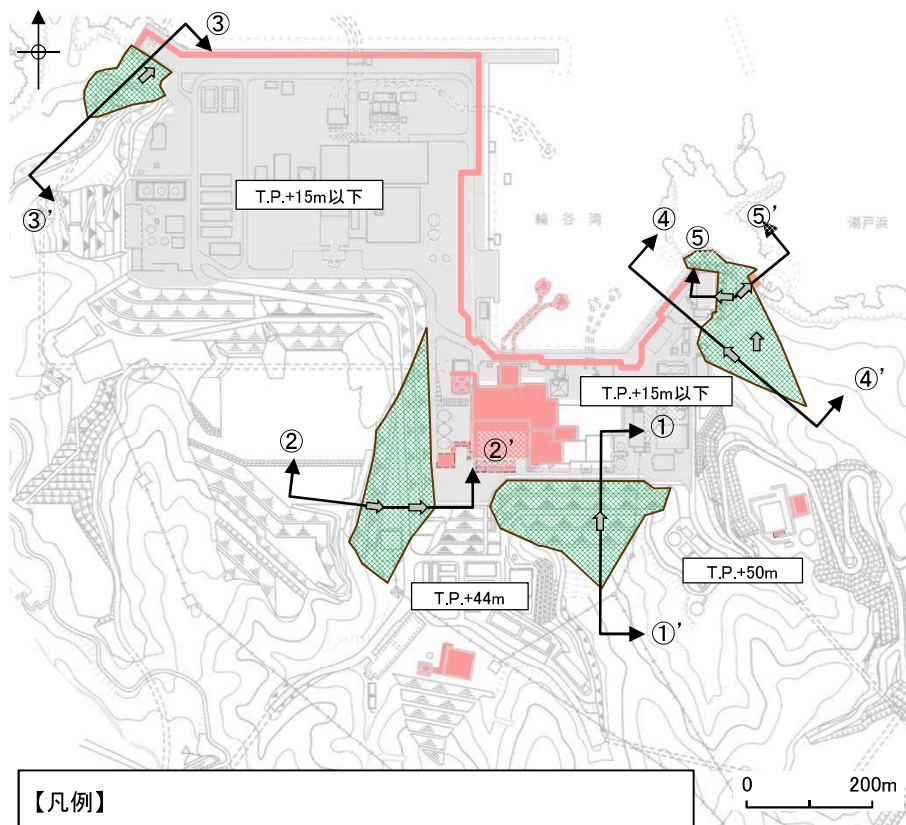 ③
③’
T.P.+15m以下
輪谷湾
④
⑤
⑤’
湯戸浜
④’
T.P.+15m以下
①
②
②’
T.P.+50m
T.P.+44m
①’
【凡例】
0 200m